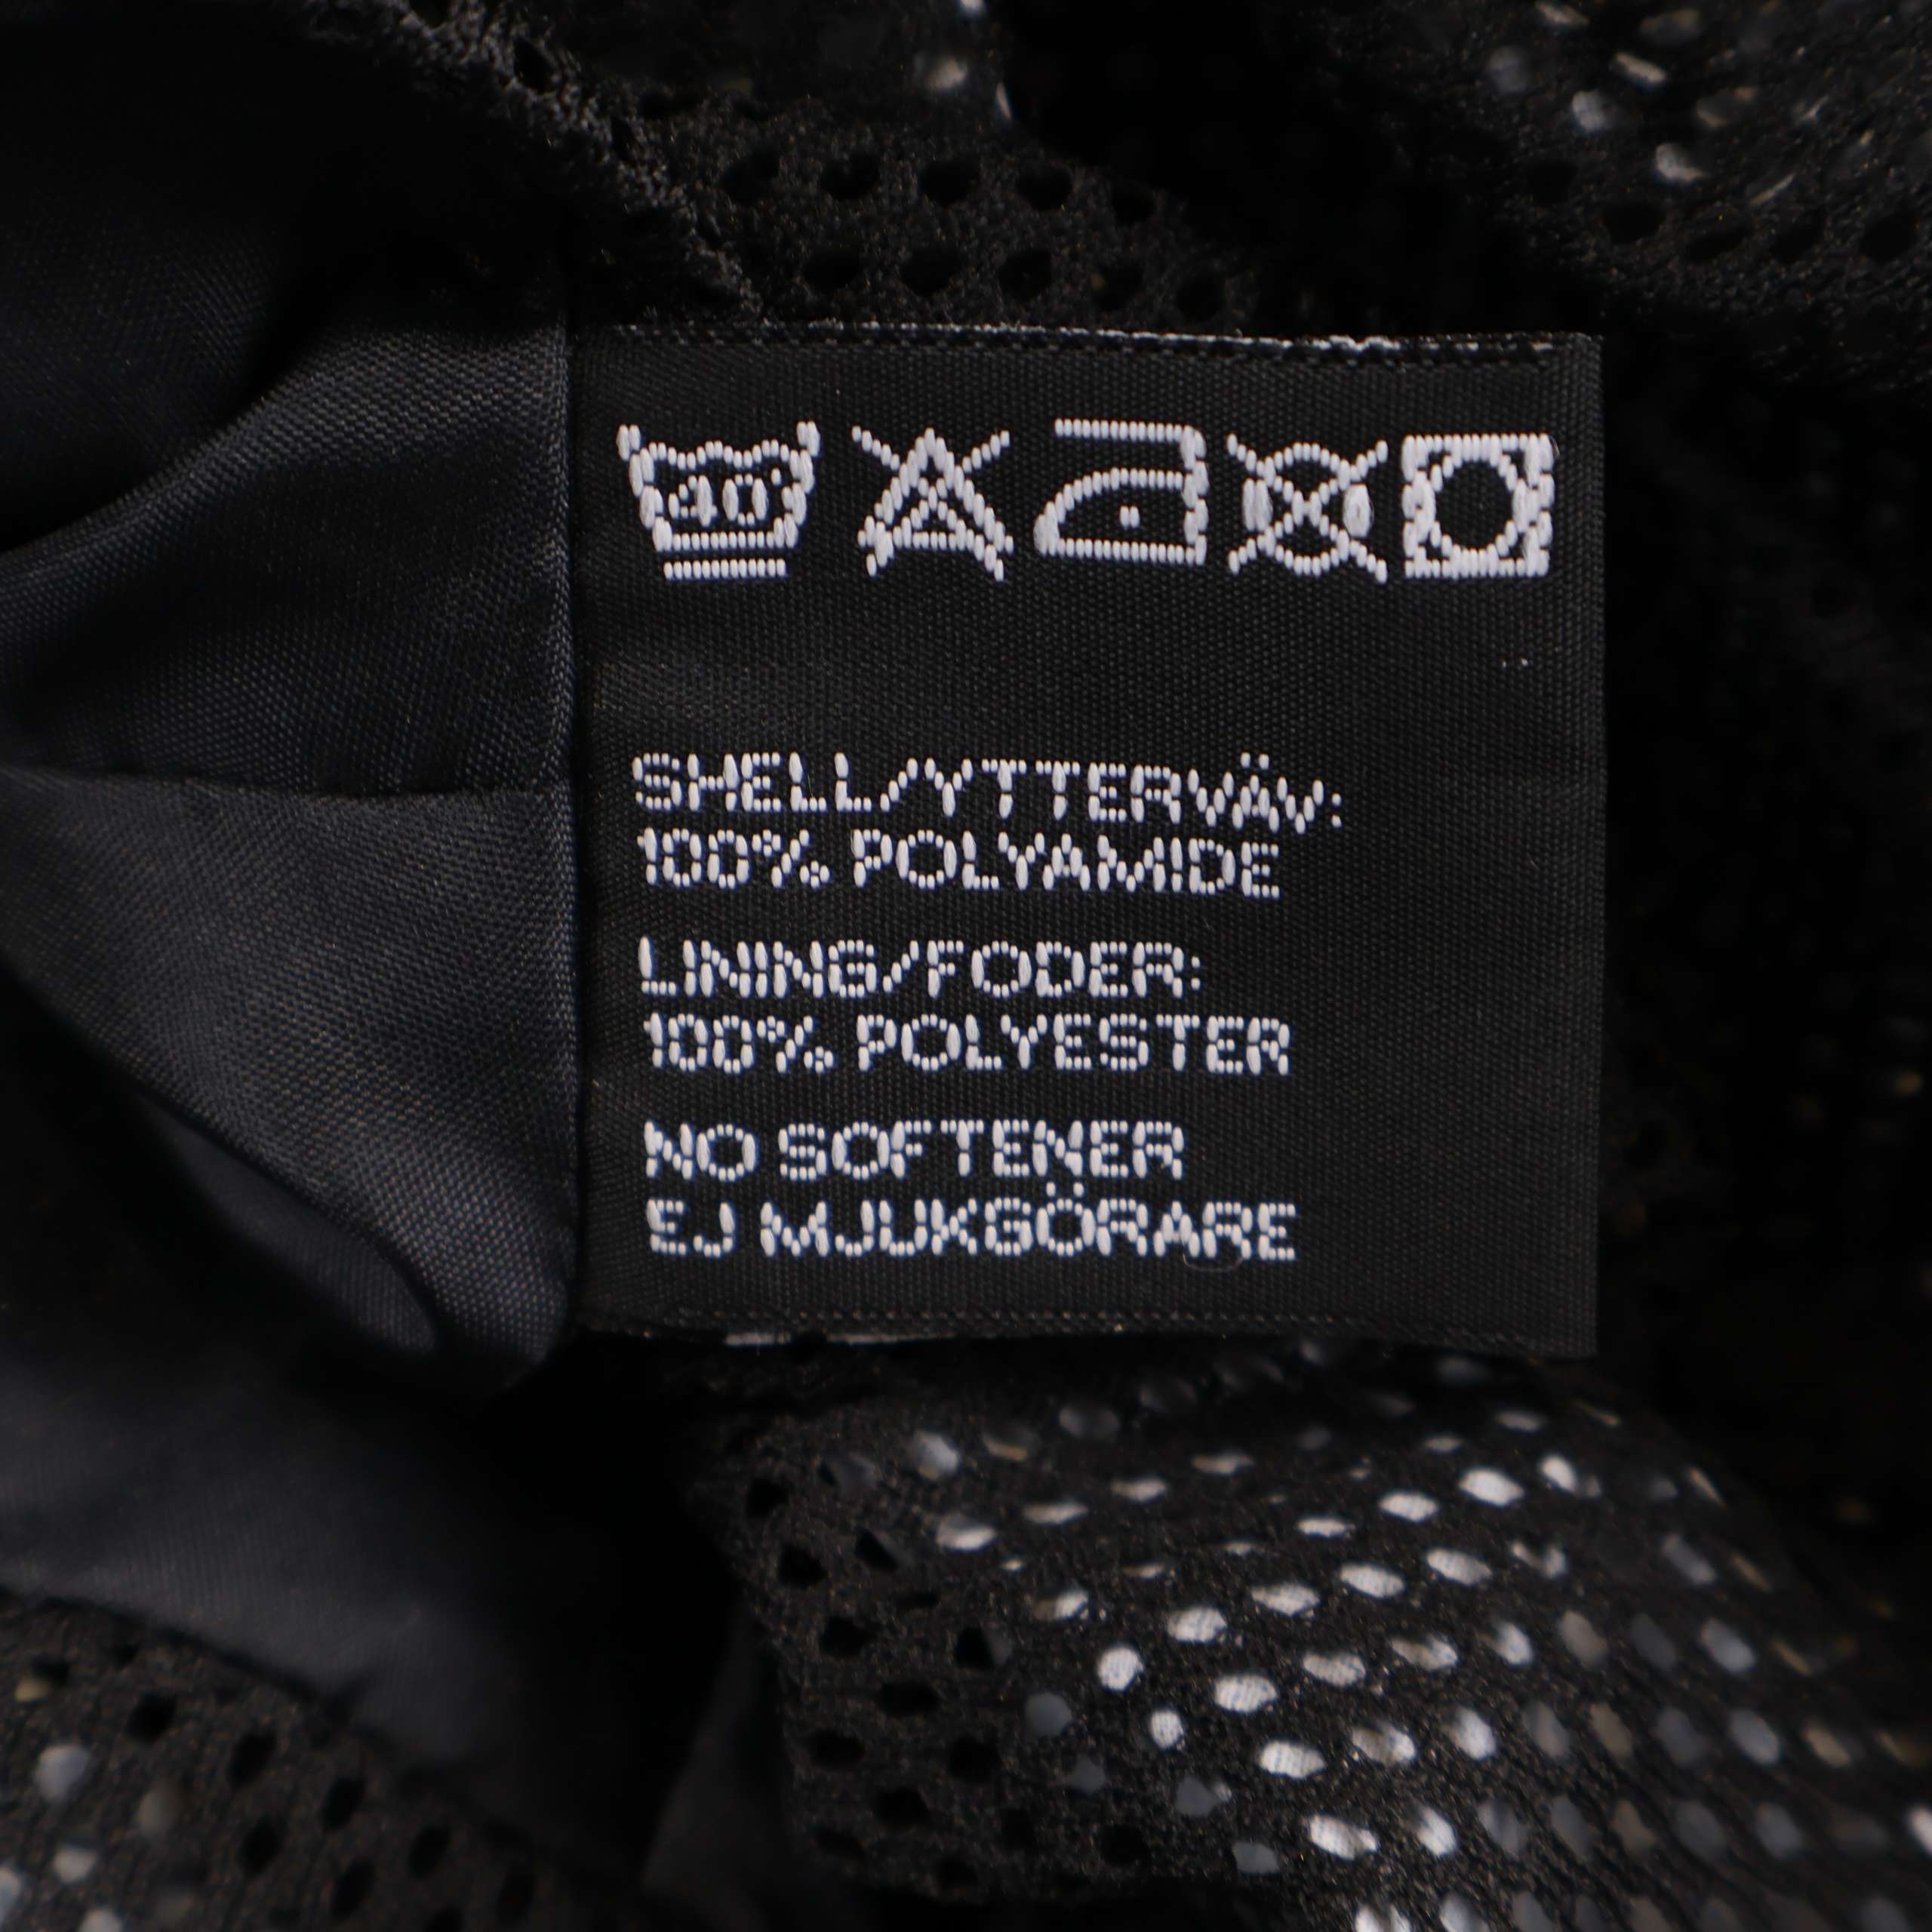 40°
SHELL/YTTERVÄV:
100% POLYAMIDE
LINING/FODER:
100% POLYESTER
NO SOFTENER
EJ MJUKGÖRARE